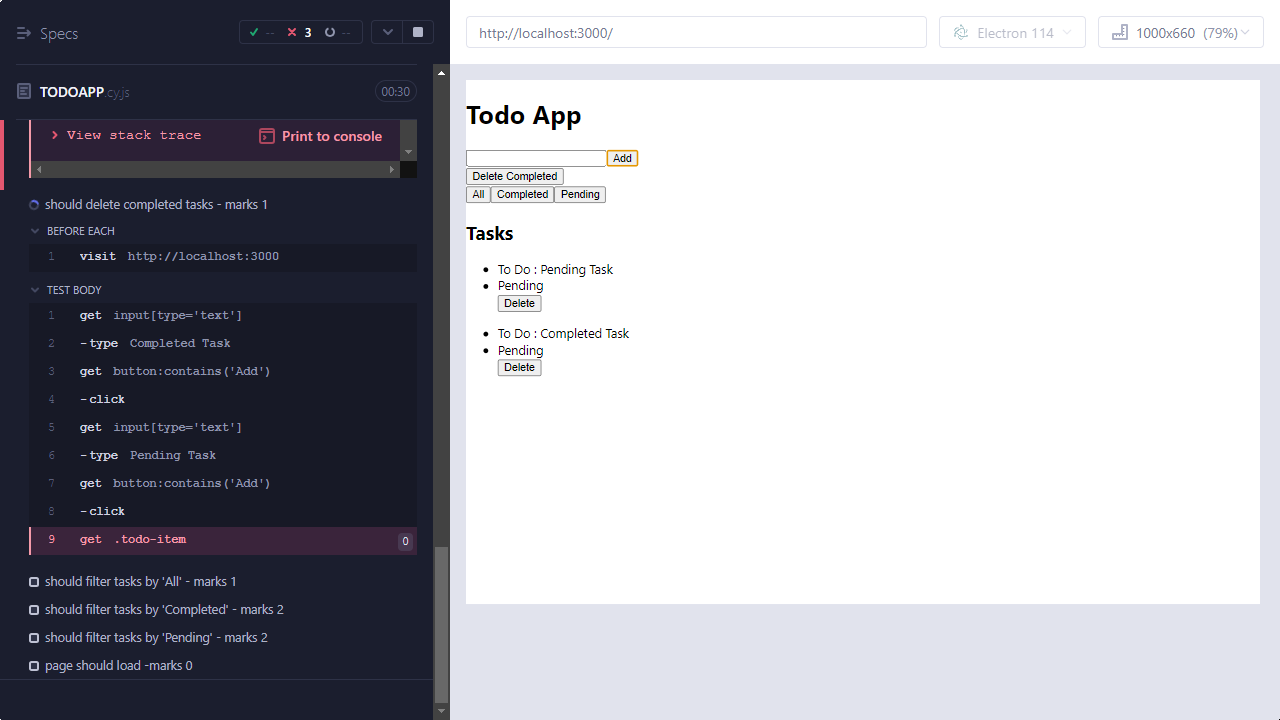 Specs
-- 3 --
TODOAPP.cy.js
00:30
View stack trace
Print to console
should delete completed tasks - marks 1
BEFORE EACH
1 visit http://localhost:3000
TEST BODY
1 get input[type='text']
2 -type Completed Task
3 get button:contains('Add')
4 -click
5 get input[type='text']
6 -type Pending Task
7 get button:contains('Add')
8 -click
9 get .todo-item 0
should filter tasks by 'All' - marks 1
should filter tasks by 'Completed' - marks 2
should filter tasks by 'Pending' - marks 2
page should load -marks 0
http://localhost:3000/
Electron 114
1000x660 (79%)
Todo App
Add
Delete Completed
All Completed Pending
Tasks
To Do : Pending Task
Pending
Delete
To Do : Completed Task
Pending
Delete